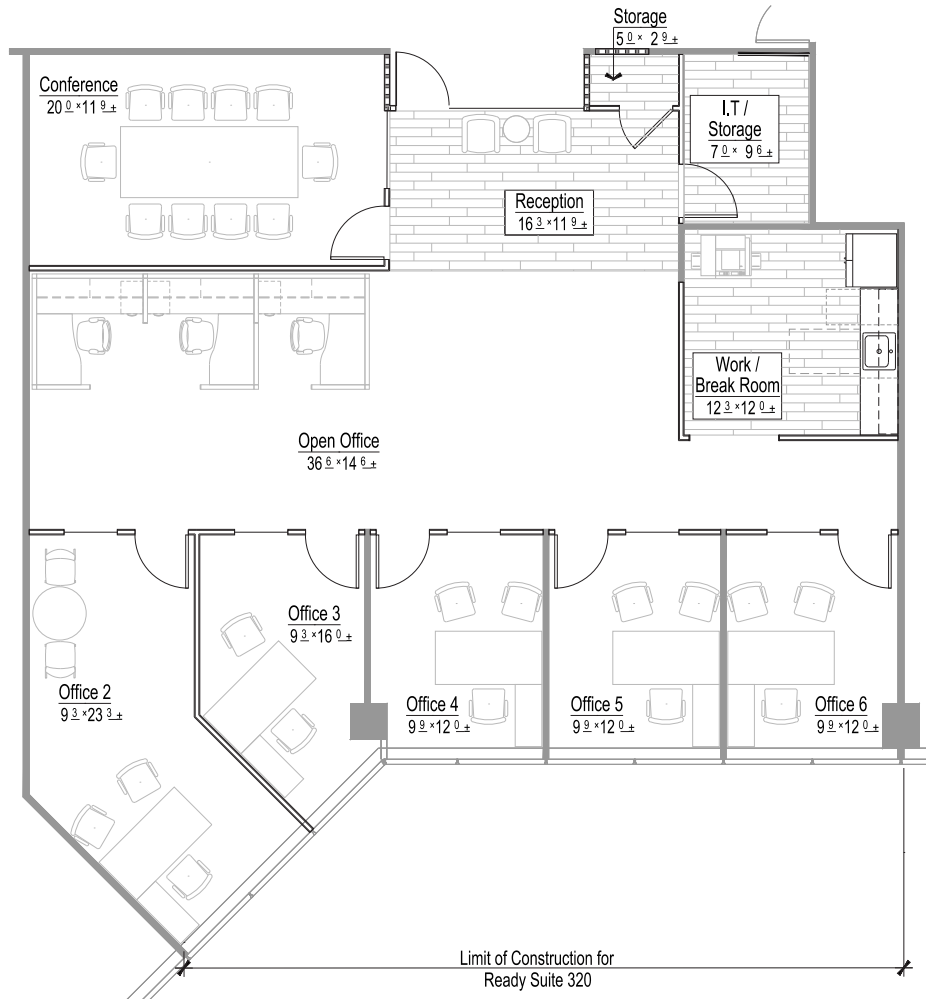 Storage
5 0 × 2 9 ±
Conference
20 0 × 11 9 ±
I.T /
Storage
7 0 × 9 6 ±
Reception
16 3 × 11 9 ±
Work /
Break Room
12 3 × 12 0 ±
Open Office
36 6 × 14 6 ±
Office 3
9 3 × 16 0 ±
Office 2
9 3 × 23 3 ±
Office 4
9 9 × 12 0 ±
Office 5
9 9 × 12 0 ±
Office 6
9 9 × 12 0 ±
Limit of Construction for
Ready Suite 320